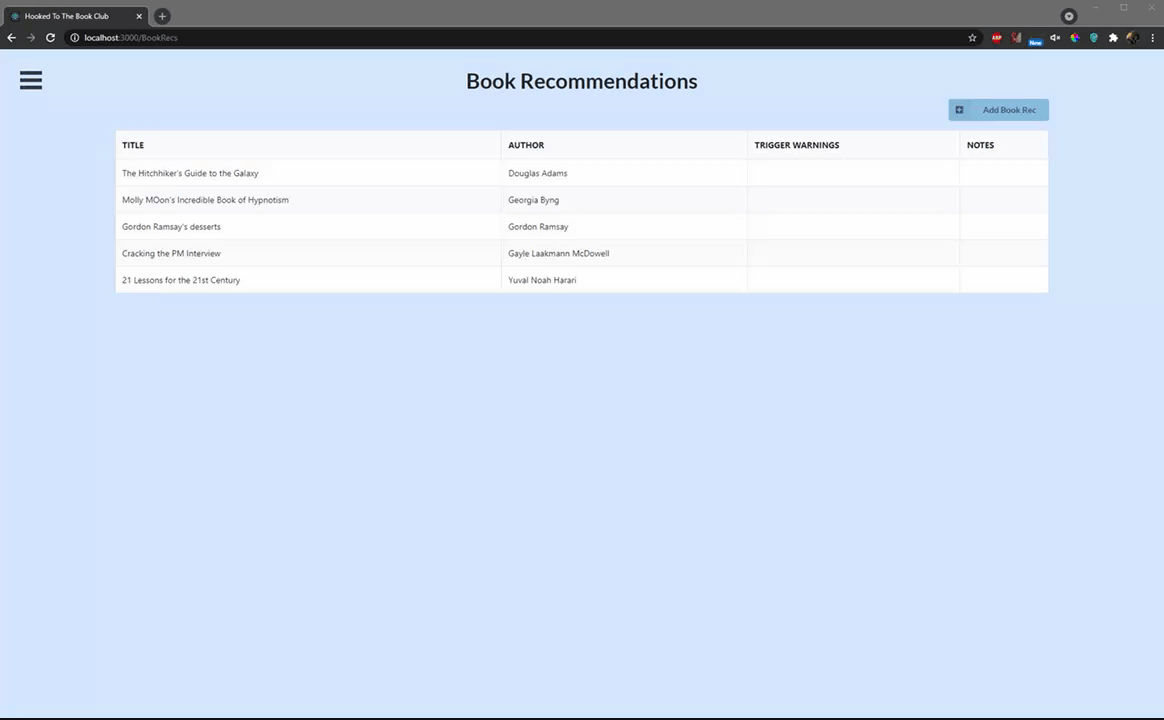 Hooked To The Book Club
localhost:3000/BookRecs
ABP
New
Book Recommendations
Add Book Rec
TITLE AUTHOR TRIGGER WARNINGS NOTES
The Hitchhiker's Guide to the Galaxy Douglas Adams
Molly MOon's Incredible Book of Hypnotism Georgia Byng
Gordon Ramsay's desserts Gordon Ramsay
Cracking the PM Interview Gayle Laakmann McDowell
21 Lessons for the 21st Century Yuval Noah Harari